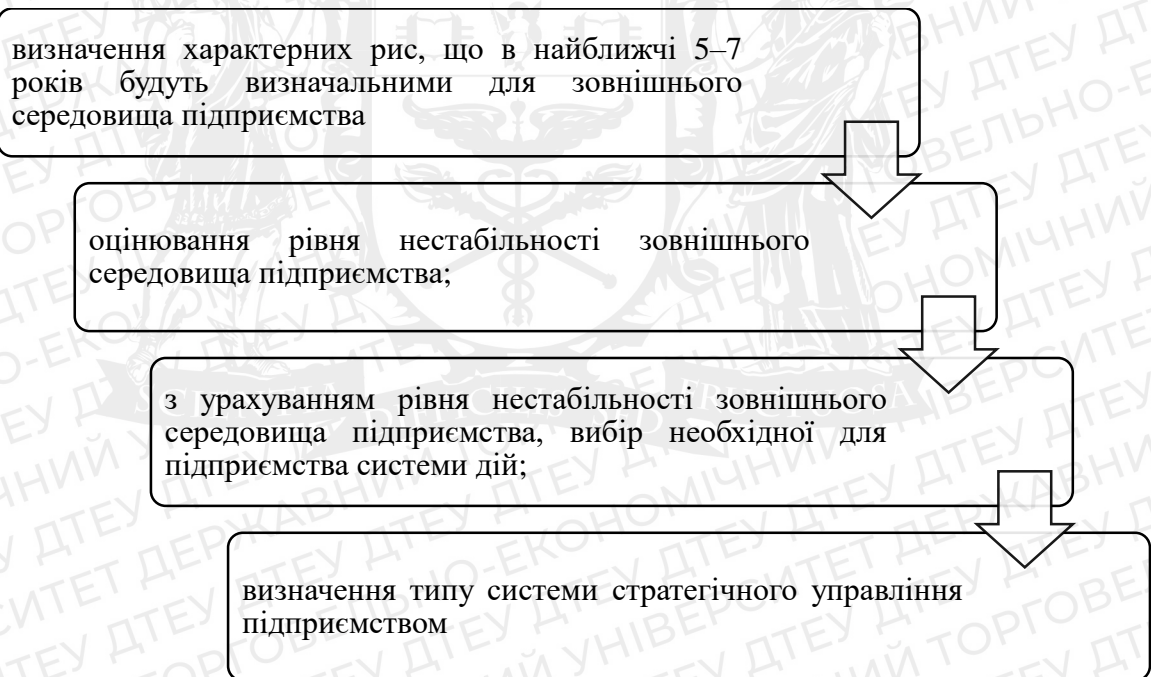 визначення характерних рис, що в найближчі 5–7
років будуть визначальними для зовнішнього
середовища підприємства
оцінювання рівня нестабільності зовнішнього
середовища підприємства;
з урахуванням рівня нестабільності зовнішнього
середовища підприємства, вибір необхідної для
підприємства системи дій;
визначення типу системи стратегічного управління
підприємством